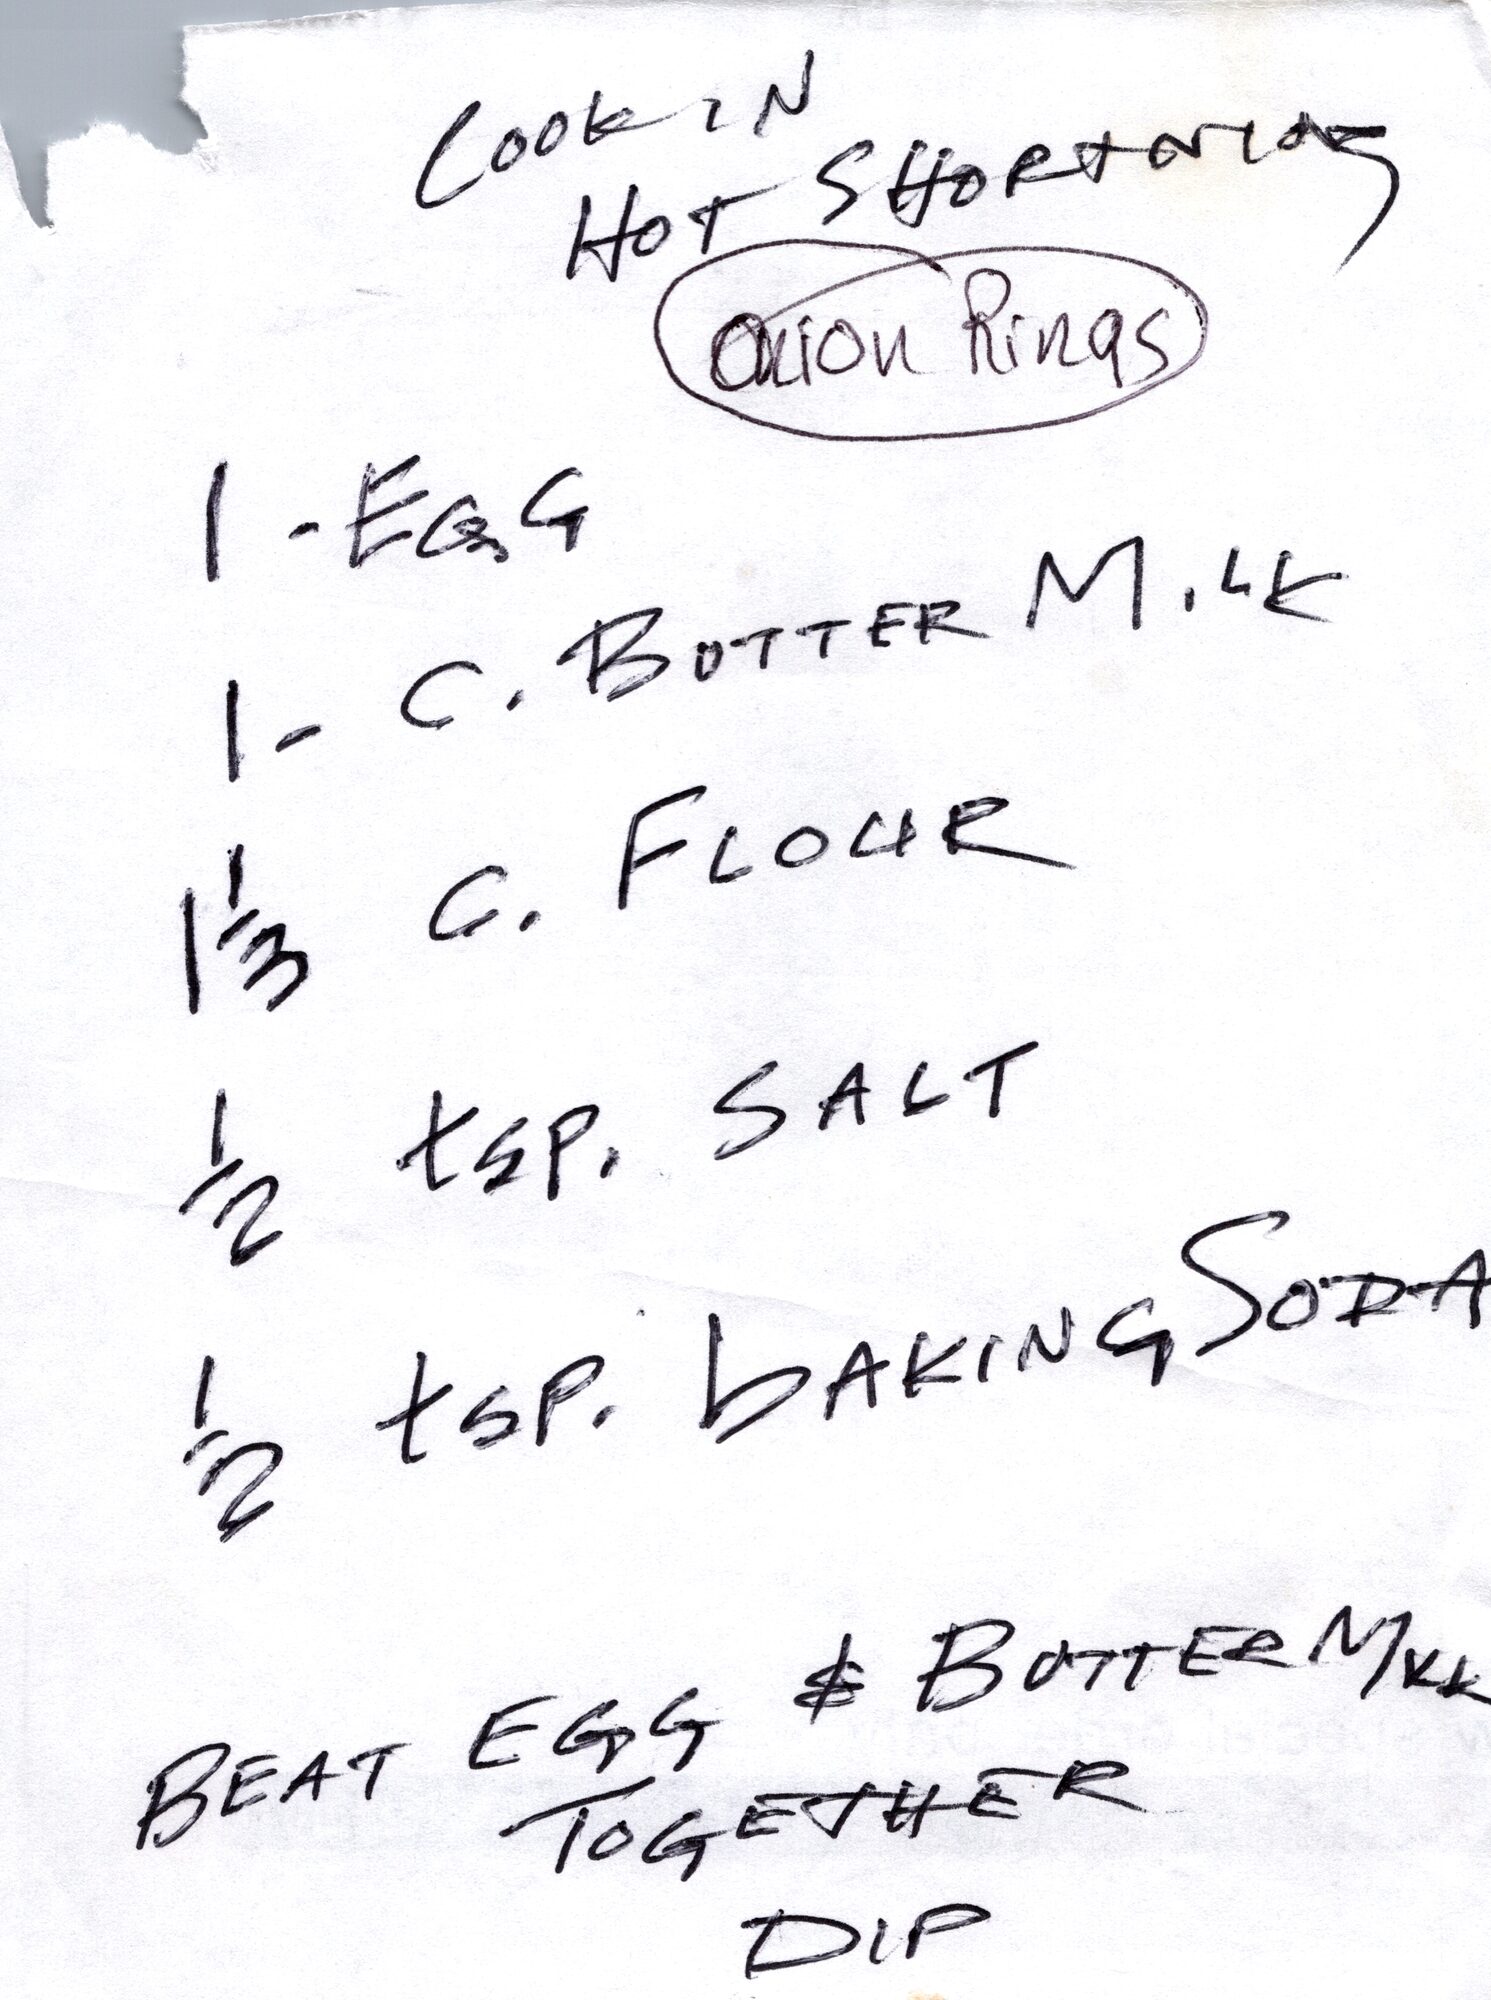 COOK IN
HOT SHORTNING
Onion Rings
1 - EGG
1 - C. BUTTER MILK
1 1/3 C. FLOUR
1/2 tsp. SALT
1/2 tsp. bAKING SODA
BEAT EGG & BUTTER MILK
TOGETHER
DIP